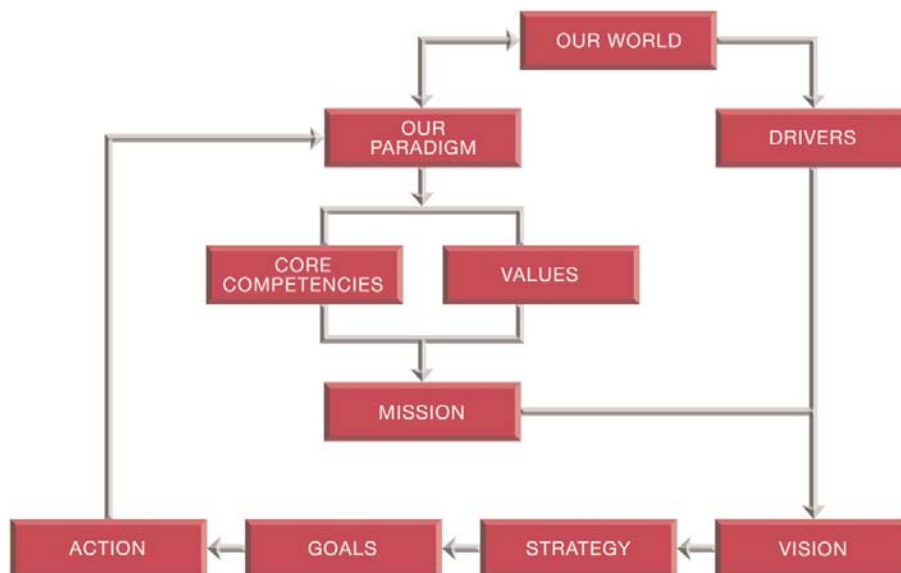 OUR WORLD
OUR
PARADIGM
DRIVERS
CORE
COMPETENCIES
VALUES
MISSION
ACTION
GOALS
STRATEGY
VISION